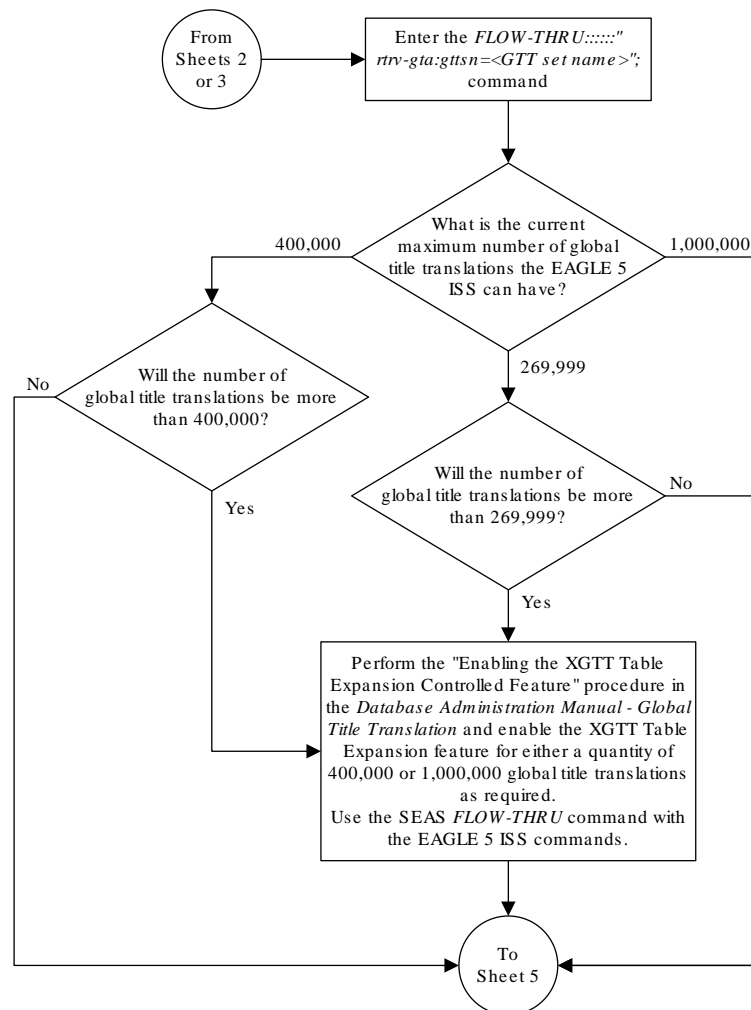 From
Sheets 2
or 3
Enter the FLOW-THRU::::::"
rtrv-gta:gttsn=<GTT set name>";
command
What is the current
maximum number of global
title translations the EAGLE 5
ISS can have?
400,000
1,000,000
269,999
Will the number of
global title translations be more
than 400,000?
No
Yes
Will the number of
global title translations be more
than 269,999?
No
Yes
Perform the "Enabling the XGTT Table
Expansion Controlled Feature" procedure in
the Database Administration Manual - Global
Title Translation and enable the XGTT Table
Expansion feature for either a quantity of
400,000 or 1,000,000 global title translations
as required.
Use the SEAS FLOW-THRU command with
the EAGLE 5 ISS commands.
To
Sheet 5